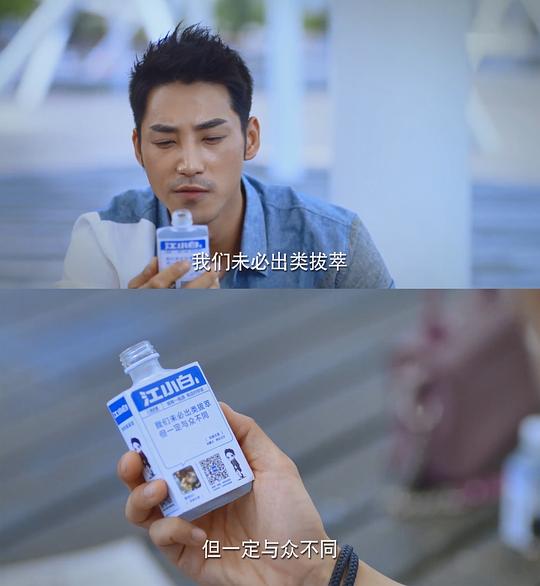 江小白
我们未必出类拔萃
江小白
我们未必出类拔萃
但一定与众不同
但一定与众不同